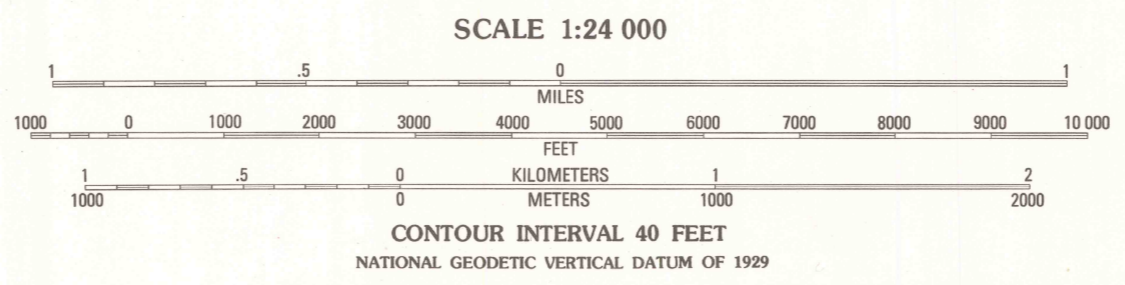 SCALE 1:24 000
1 .5 0 1
MILES
1000 0 1000 2000 3000 4000 5000 6000 7000 8000 9000 10 000
FEET
1 .5 0 KILOMETERS 1 2
1000 0 METERS 1000 2000
CONTOUR INTERVAL 40 FEET
NATIONAL GEODETIC VERTICAL DATUM OF 1929